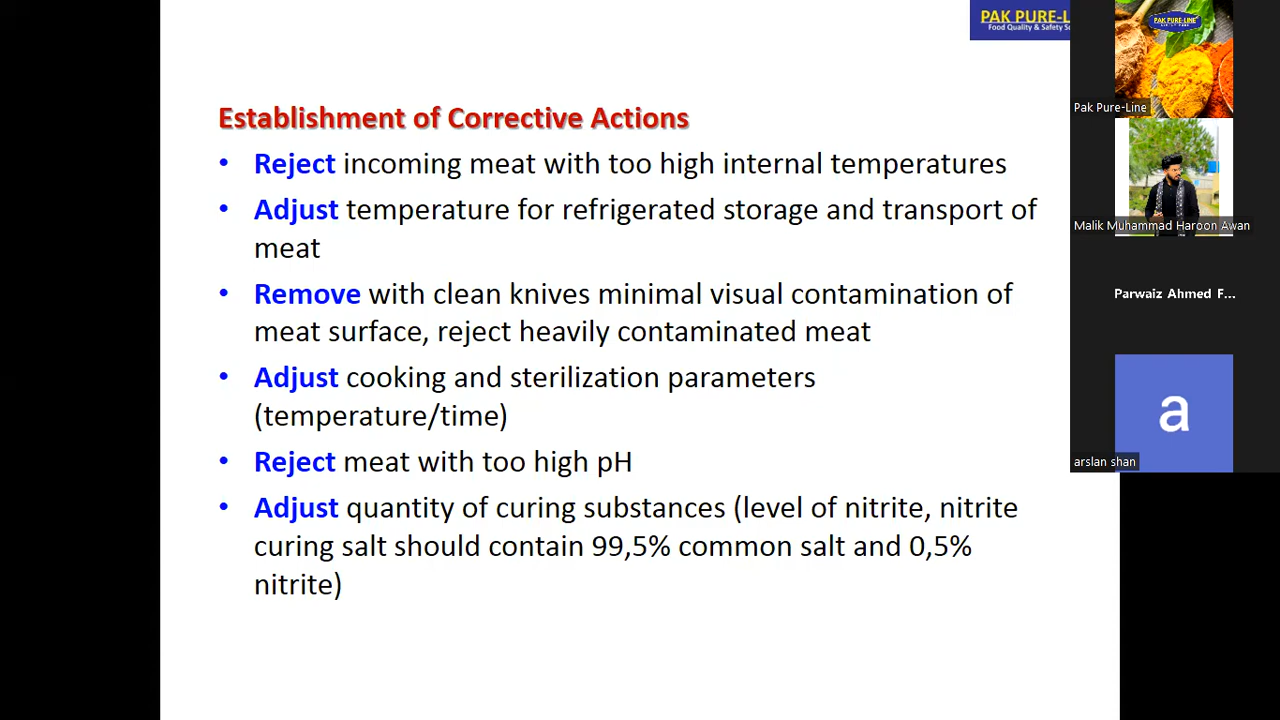 PAK PURE-L
Food Quality & Safety S
Establishment of Corrective Actions
• Reject incoming meat with too high internal temperatures
• Adjust temperature for refrigerated storage and transport of
meat
• Remove with clean knives minimal visual contamination of
meat surface, reject heavily contaminated meat
• Adjust cooking and sterilization parameters
(temperature/time)
• Reject meat with too high pH
• Adjust quantity of curing substances (level of nitrite, nitrite
curing salt should contain 99,5% common salt and 0,5%
nitrite)
PAK PURE-LINE
Pak Pure-Line
Malik Muhammad Haroon Awan
Parwaiz Ahmed F...
a
arslan shan